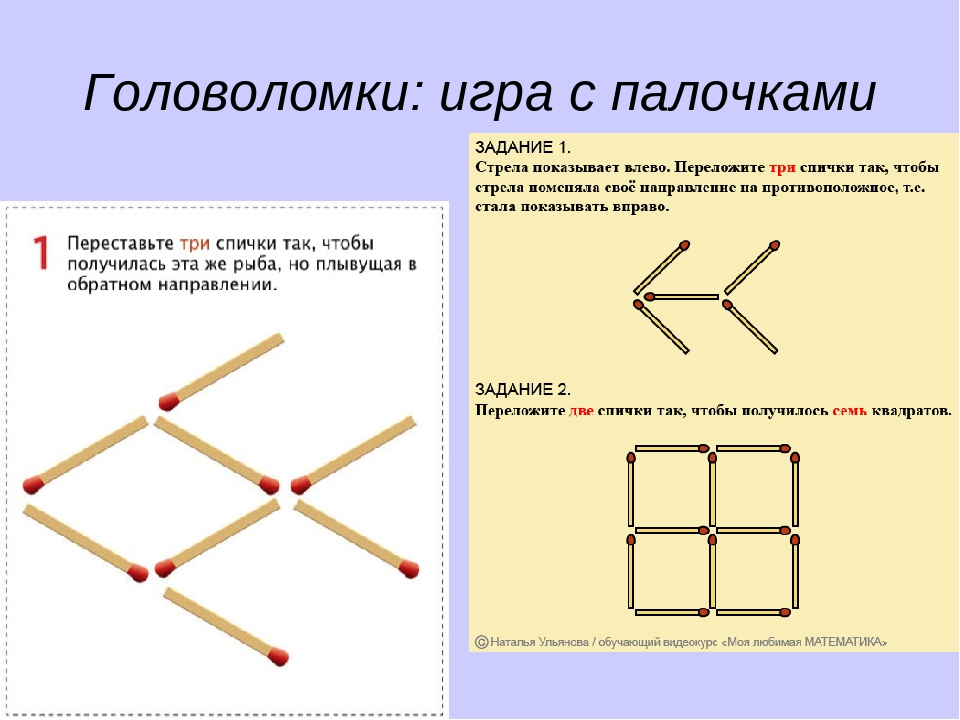 Головоломки: игра с палочками
1 Переставьте три спички так, чтобы
получилась эта же рыба, но плывущая в
обратном направлении.
ЗАДАНИЕ 1.
Стрела показывает влево. Переложите три спички так, чтобы
стрела поменяла своё направление на противоположное, т.е.
стала показывать вправо.
ЗАДАНИЕ 2.
Переложите две спички так, чтобы получилось семь квадратов.
© Наталья Ульянова / обучающий видеокурс «Моя любимая МАТЕМАТИКА»